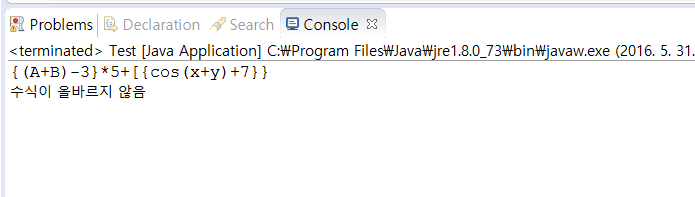 Problems Declaration Search Console
<terminated> Test [Java Application] C:₩Program Files₩Java₩jre1.8.0_73₩bin₩javaw.exe (2016. 5. 31.
{(A+B)-3}*5+[{cos(x+y)+7}}
수식이 올바르지 않음